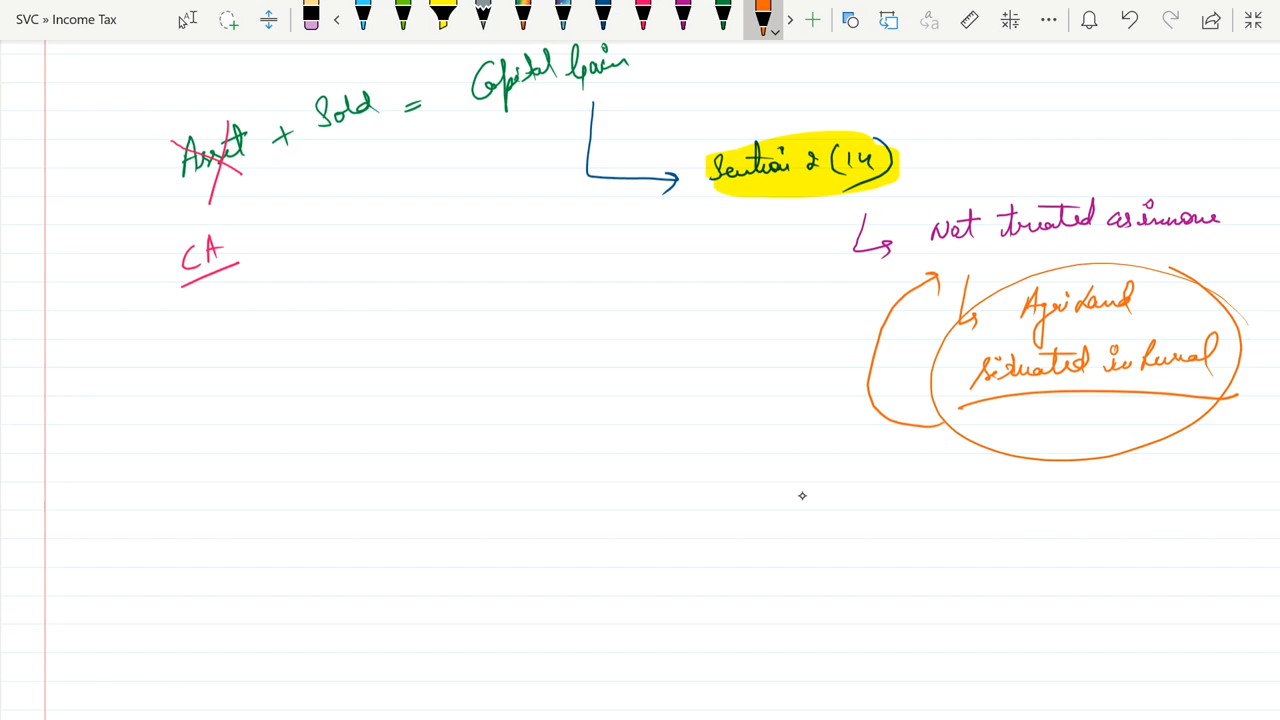 SVC » Income Tax
Capital Gain
Asset + Sold =
Section 2 (14)
Not treated as income
CA
Agri Land
Situated in Rural